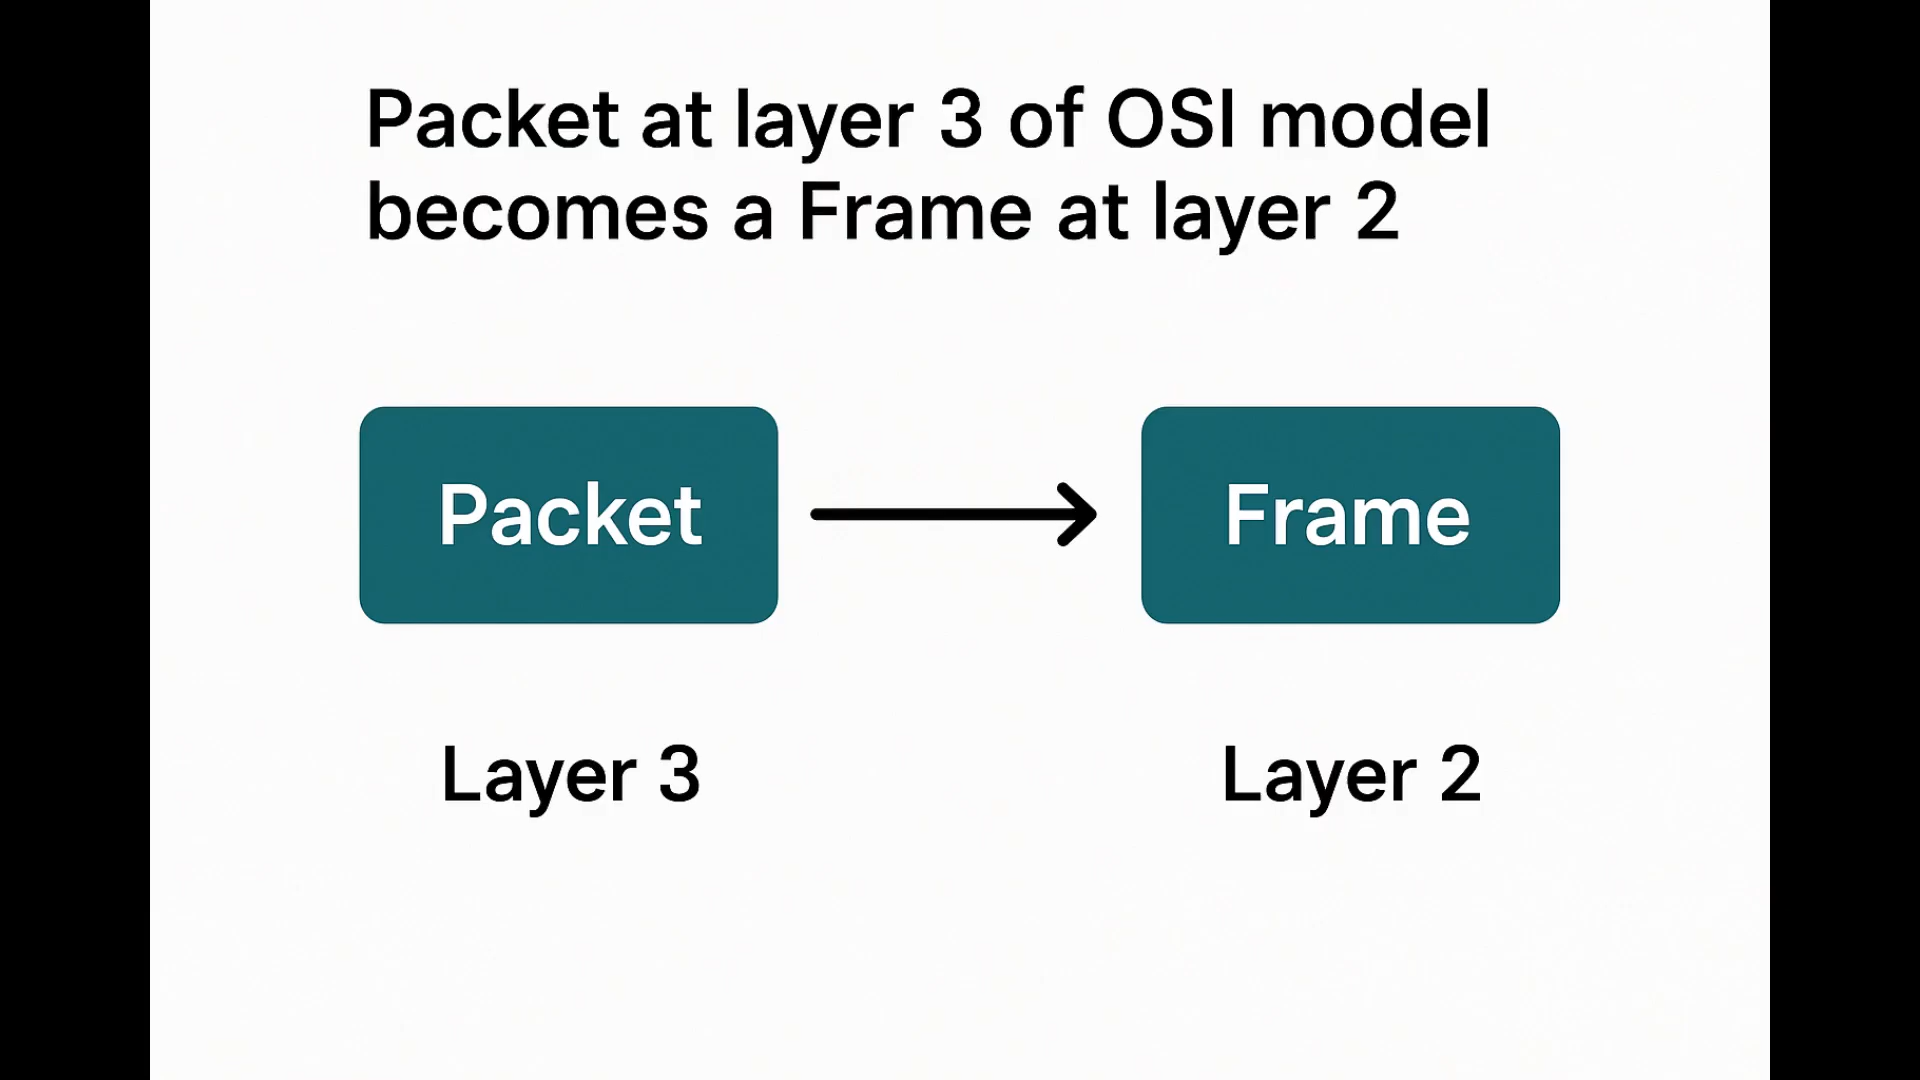 Packet at layer 3 of OSI model
becomes a Frame at layer 2
Packet
Frame
Layer 3
Layer 2